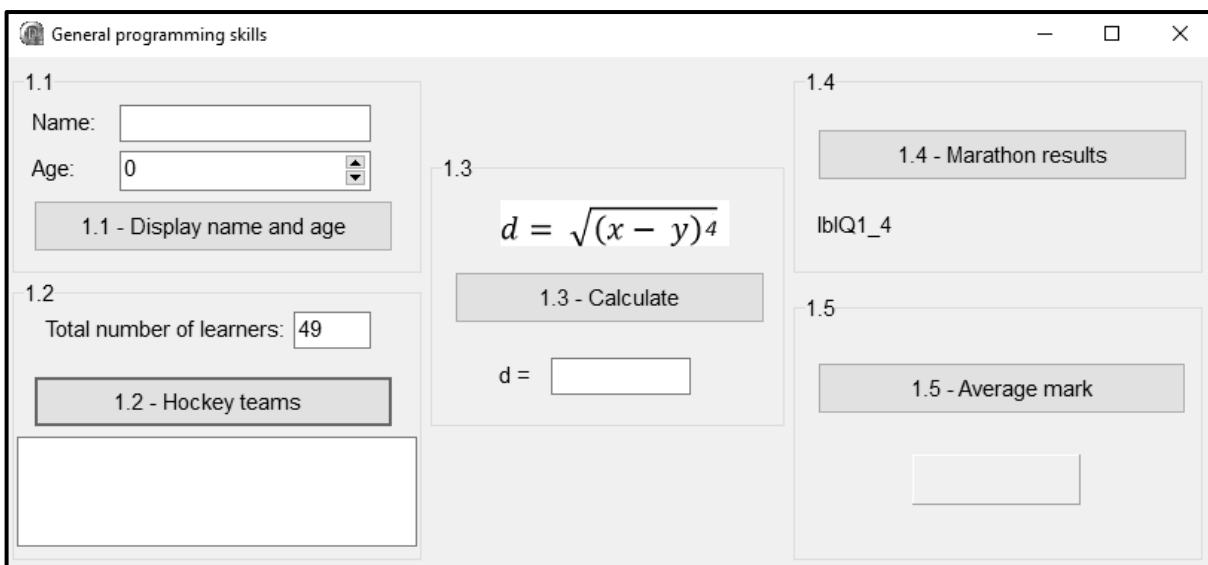 General programming skills
1.1
Name:
Age: 0
1.1 - Display name and age
1.2
Total number of learners: 49
1.2 - Hockey teams
1.3
d = √(x − y)⁴
1.3 - Calculate
d =
1.4
1.4 - Marathon results
lblQ1_4
1.5
1.5 - Average mark